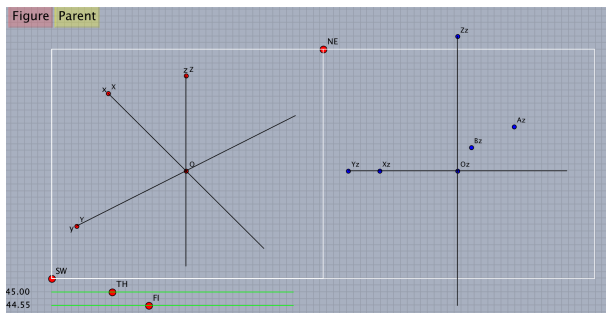 Figure Parent
NE
Zz
z Z
x X
Az
Bz
O
Yz Xz Oz
Y
y
SW
45.00 TH
44.55 FI